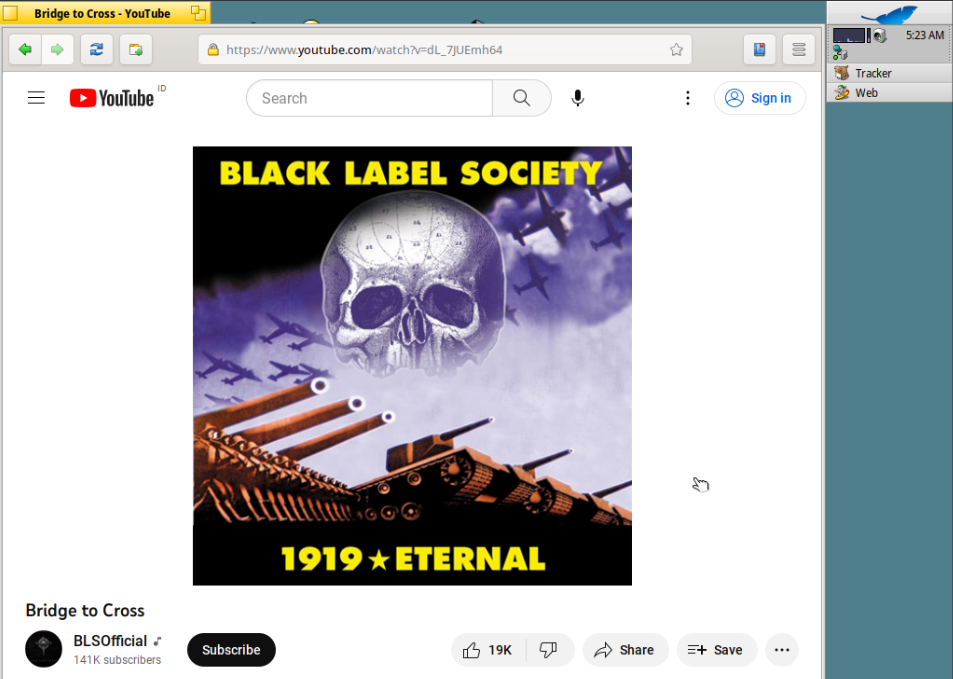 Bridge to Cross - YouTube
5:23 AM
Tracker
Web
https://www.youtube.com/watch?v=dL_7JUEmh64
YouTube ID
Search
Sign in
BLACK LABEL SOCIETY
1919★ETERNAL
Bridge to Cross
BLSOfficial
141K subscribers
Subscribe
19K
Share
Save